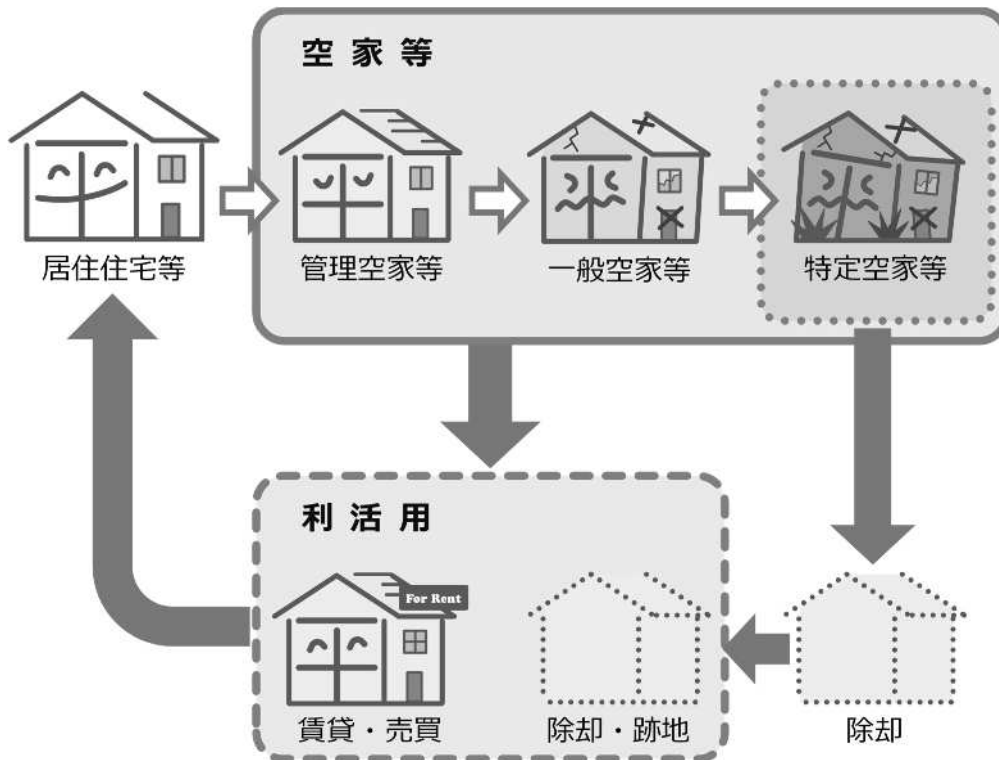 空家等
居住住宅等
管理空家等
一般空家等
特定空家等
利活用
For Rent
賃貸・売買
除却・跡地
除却